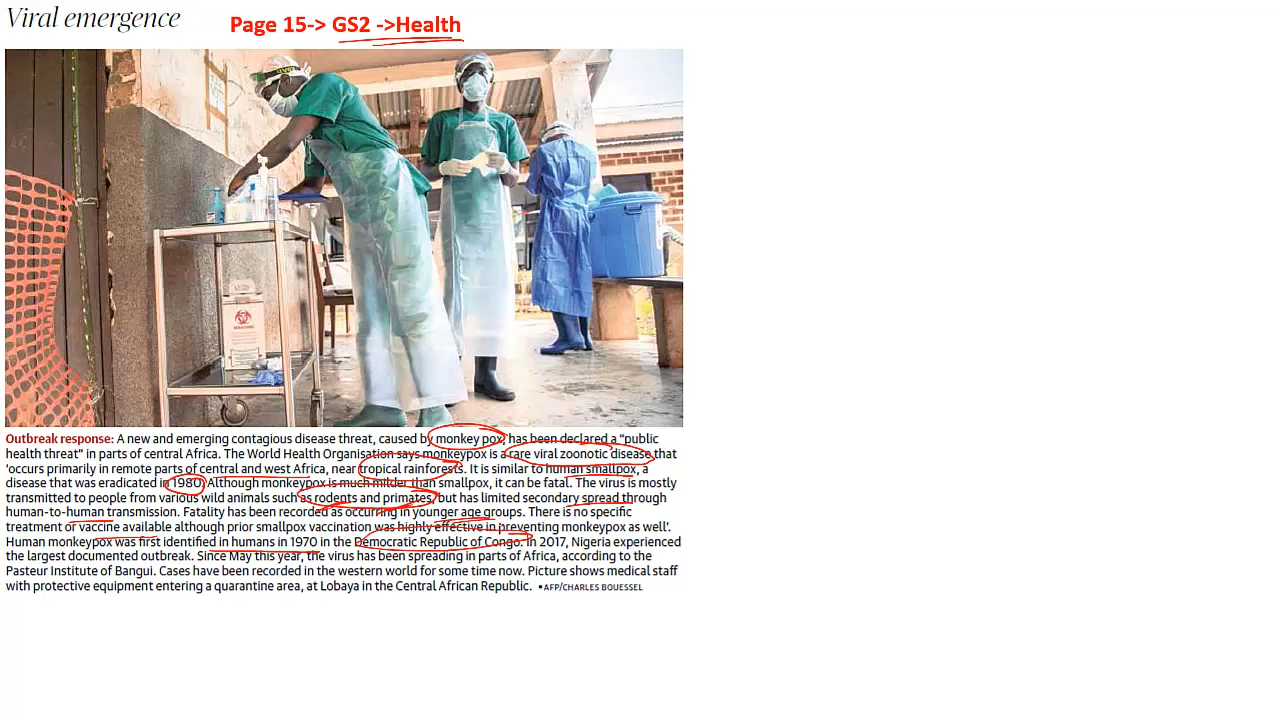 Viral emergence
Page 15-> GS2 ->Health
Outbreak response: A new and emerging contagious disease threat, caused by monkey pox, has been declared a "public
health threat" in parts of central Africa. The World Health Organisation says monkeypox is a rare viral zoonotic disease that
'occurs primarily in remote parts of central and west Africa, near tropical rainforests. It is similar to human smallpox, a
disease that was eradicated in 1980. Although monkeypox is much milder than smallpox, it can be fatal. The virus is mostly
transmitted to people from various wild animals such as rodents and primates, but has limited secondary spread through
human-to-human transmission. Fatality has been recorded as occurring in younger age groups. There is no specific
treatment or vaccine available although prior smallpox vaccination was highly effective in preventing monkeypox as well'.
Human monkeypox was first identified in humans in 1970 in the Democratic Republic of Congo. In 2017, Nigeria experienced
the largest documented outbreak. Since May this year, the virus has been spreading in parts of Africa, according to the
Pasteur Institute of Bangui. Cases have been recorded in the western world for some time now. Picture shows medical staff
with protective equipment entering a quarantine area, at Lobaya in the Central African Republic. ▪AFP/CHARLES BOUESSEL